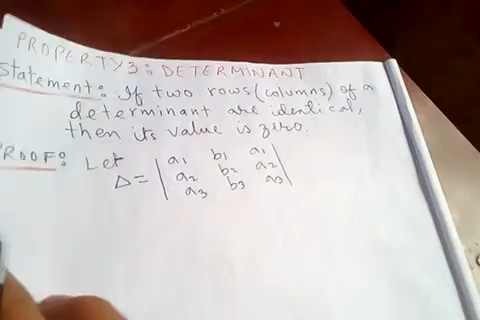 PROPERTY 3: DETERMINANT
Statement: If two rows (columns) of a
determinant are identical,
then its value is zero.
PROOF: Let
Δ = | a1 b1 a1 |
| a2 b2 a2 |
| a3 b3 a3 |